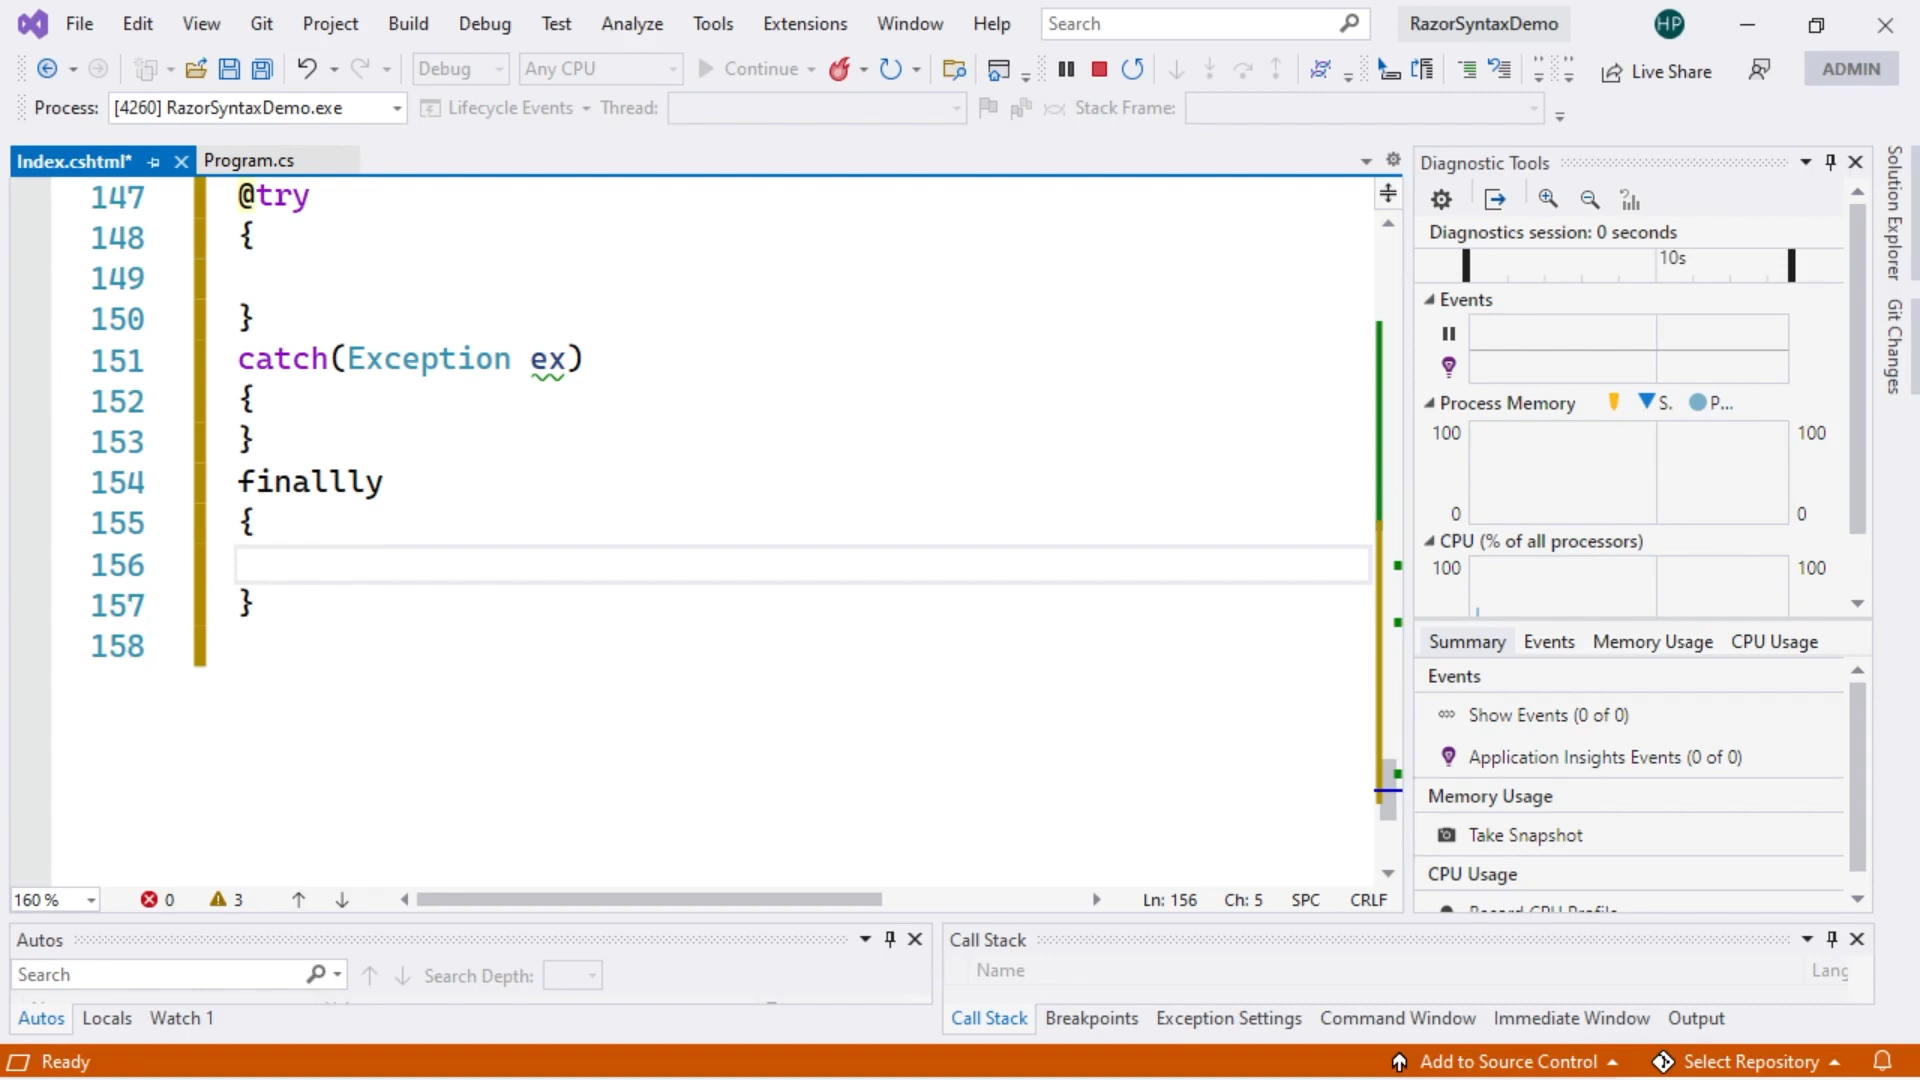 File Edit View Git Project Build Debug Test Analyze Tools Extensions Window Help Search RazorSyntaxDemo HP
Debug Any CPU Continue Live Share ADMIN
Process: [4260] RazorSyntaxDemo.exe Lifecycle Events Thread: Stack Frame:
Index.cshtml* Program.cs
147 @try
148 {
149
150 }
151 catch(Exception ex)
152 {
153 }
154 finallly
155 {
156
157 }
158
160 % 0 3 Ln: 156 Ch: 5 SPC CRLF
Diagnostic Tools
Diagnostics session: 0 seconds
10s
Events
Process Memory S. P...
100 100
0 0
CPU (% of all processors)
100 100
Summary Events Memory Usage CPU Usage
Events
Show Events (0 of 0)
Application Insights Events (0 of 0)
Memory Usage
Take Snapshot
CPU Usage
Record CPU Profile
Solution Explorer
Git Changes
Autos
Search Search Depth:
Autos Locals Watch 1
Call Stack
Name Lang
Call Stack Breakpoints Exception Settings Command Window Immediate Window Output
Ready Add to Source Control Select Repository